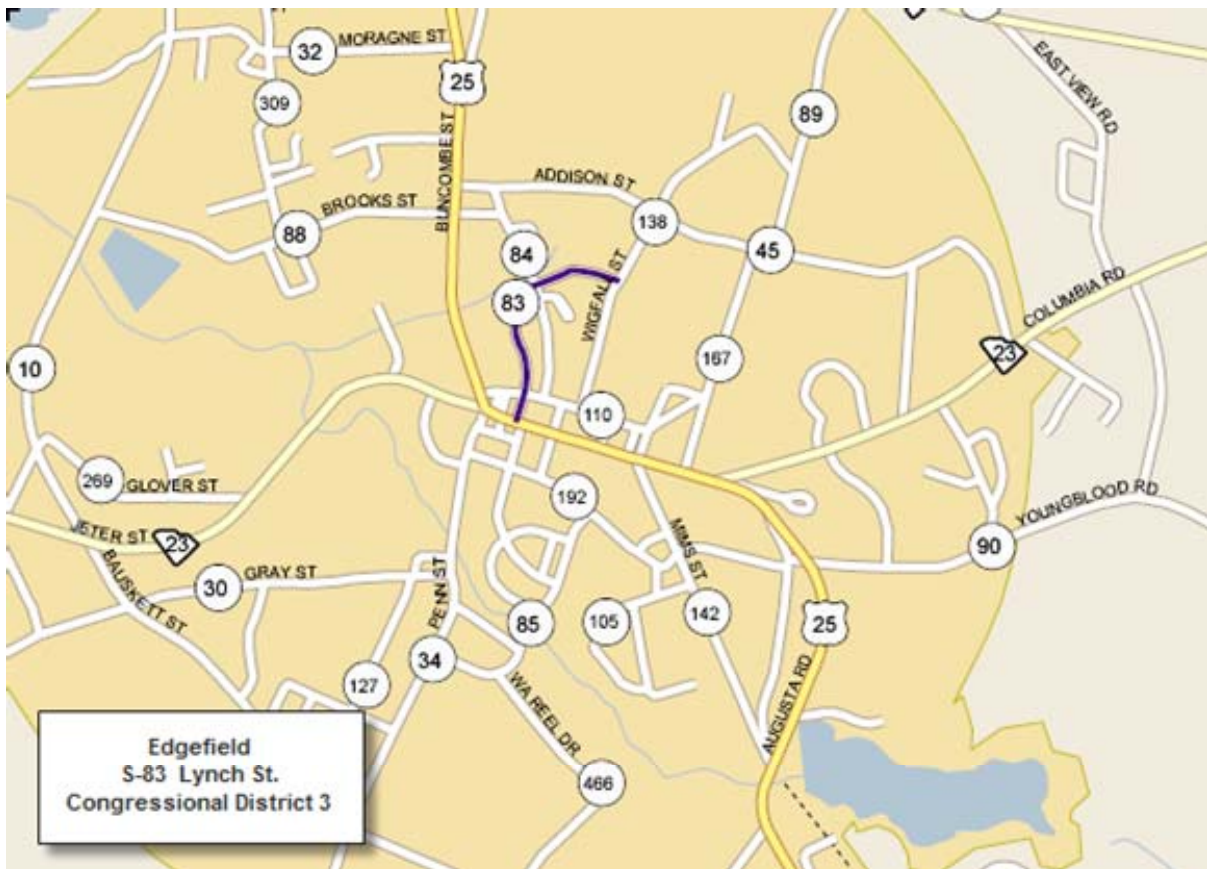 32
MORAGNE ST
25
309
BUNCOMBE ST
89
EAST VIEW RD
ADDISON ST
BROOKS ST
88
138
84
45
83
WIGFALL ST
COLUMBIA RD
23
10
167
110
269
GLOVER ST
192
YOUNGBLOOD RD
JETER ST
23
90
MIMS ST
BAUSKETT ST
30
GRAY ST
PENN ST
85
105
142
25
34
127
WA REEL DR
AUGUSTA RD
466
Edgefield
S-83 Lynch St.
Congressional District 3